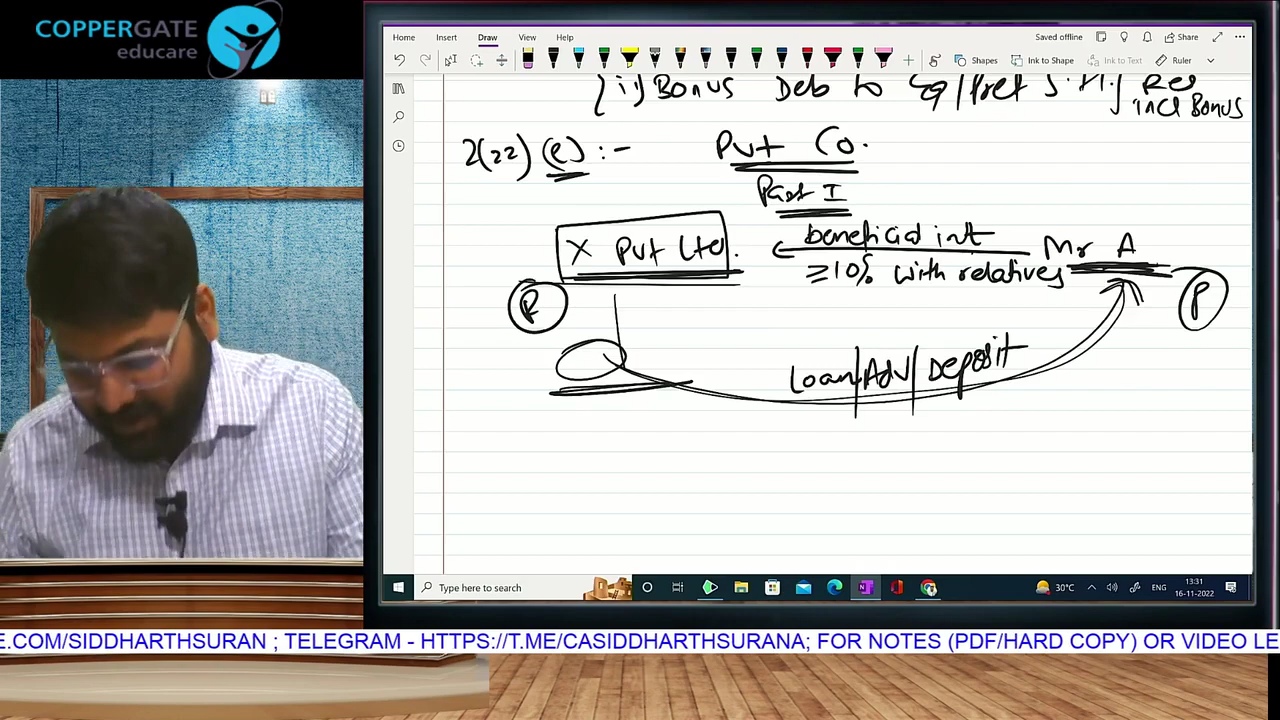 COPPERGATE
educare
Home Insert Draw View Help
Saved offline
Share
Shapes
Ink to Shape
Ink to Text
Ruler
(ii) Bonus Deb to Eq/Pref S.H.
incl Bonus
2(22) (e) :- Pvt Co.
Part I
X Pvt Ltd. beneficial int Mr A
≥10% with relatives
R P
Loan/Adv/Deposit
Type here to search
30°C
ENG
13:31
16-11-2022
E.COM/SIDDHARTHSURAN ; TELEGRAM - HTTPS://T.ME/CASIDDHARTHSURANA; FOR NOTES (PDF/HARD COPY) OR VIDEO LE